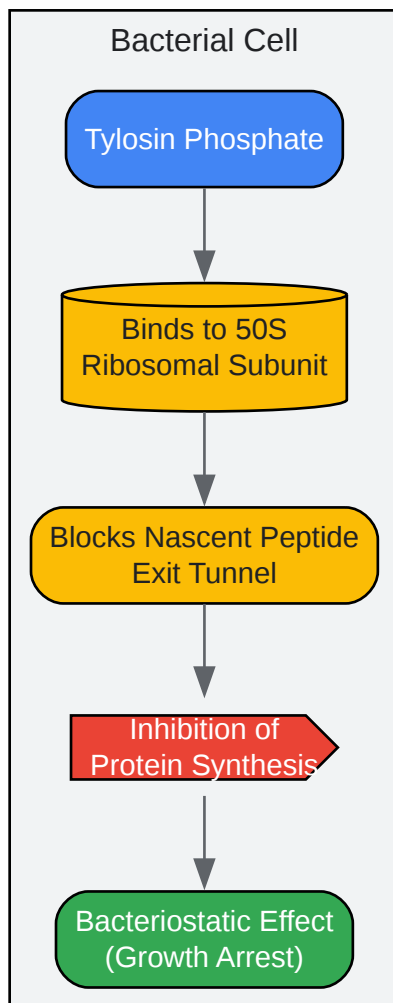 Bacterial Cell
Tylosin Phosphate
Binds to 50S
Ribosomal Subunit
Blocks Nascent Peptide
Exit Tunnel
Inhibition of
Protein Synthesis
Bacteriostatic Effect
(Growth Arrest)